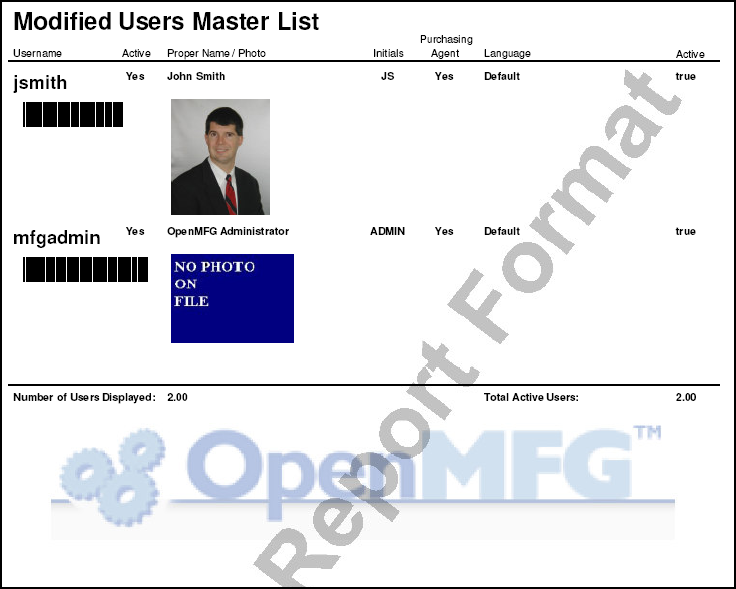 Modified Users Master List
Username Active Proper Name / Photo Initials Purchasing Agent Language Active
jsmith Yes John Smith JS Yes Default true
mfgadmin Yes OpenMFG Administrator ADMIN Yes Default true
NO PHOTO
ON
FILE
Number of Users Displayed: 2.00 Total Active Users: 2.00
OpenMFG™
Report Format